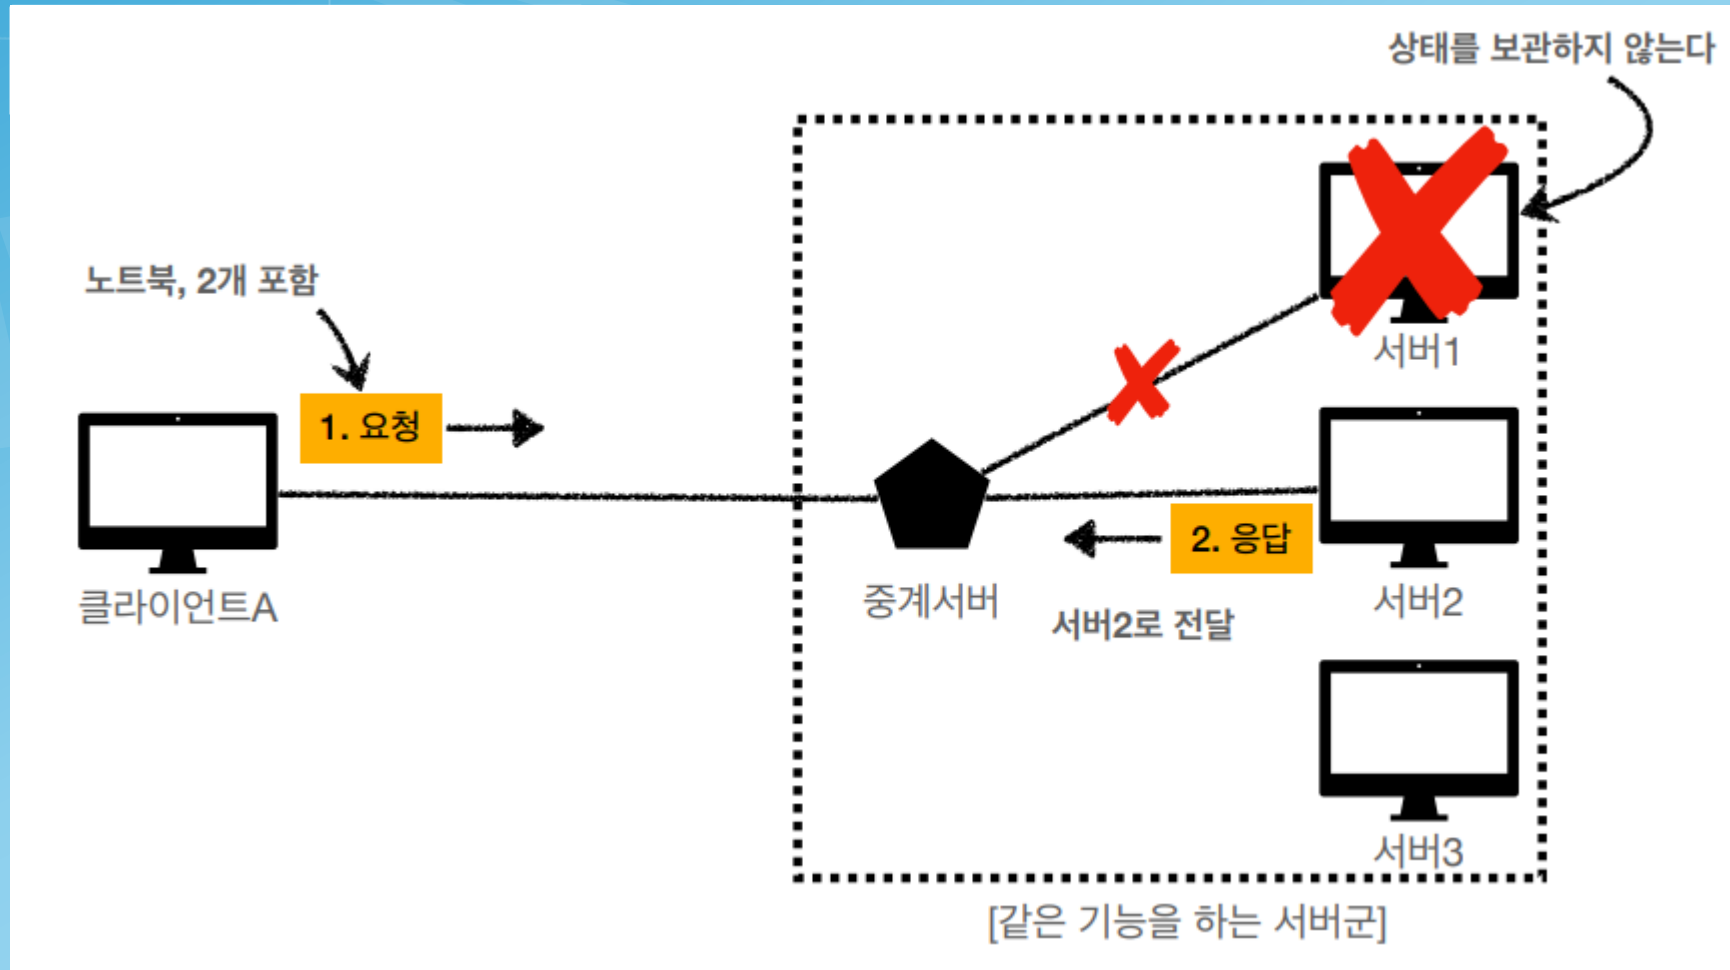 상태를 보관하지 않는다
노트북, 2개 포함
1. 요청
서버1
2. 응답
클라이언트A
중계서버
서버2로 전달
서버2
서버3
[같은 기능을 하는 서버군]